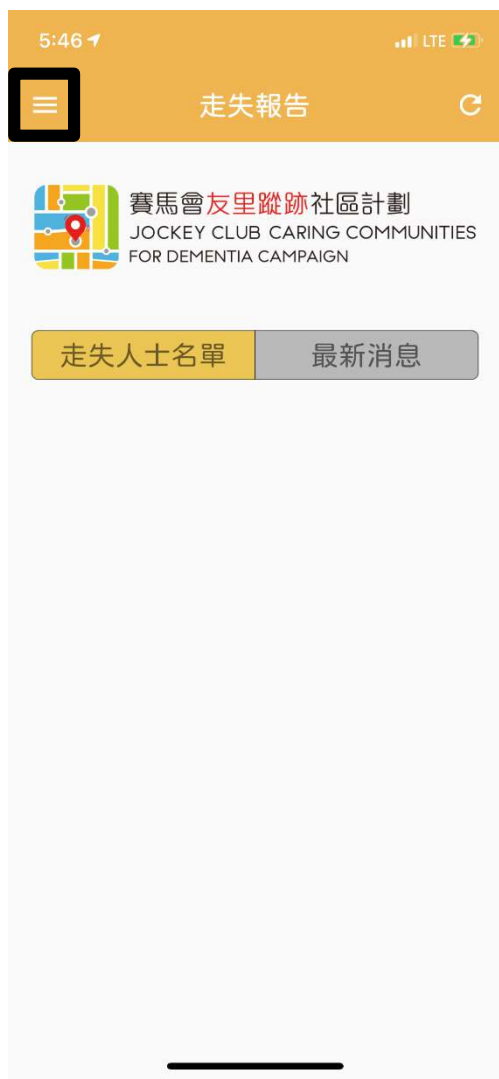 5:46
LTE
走失報告
賽馬會友里蹤跡社區計劃
JOCKEY CLUB CARING COMMUNITIES
FOR DEMENTIA CAMPAIGN
走失人士名單
最新消息